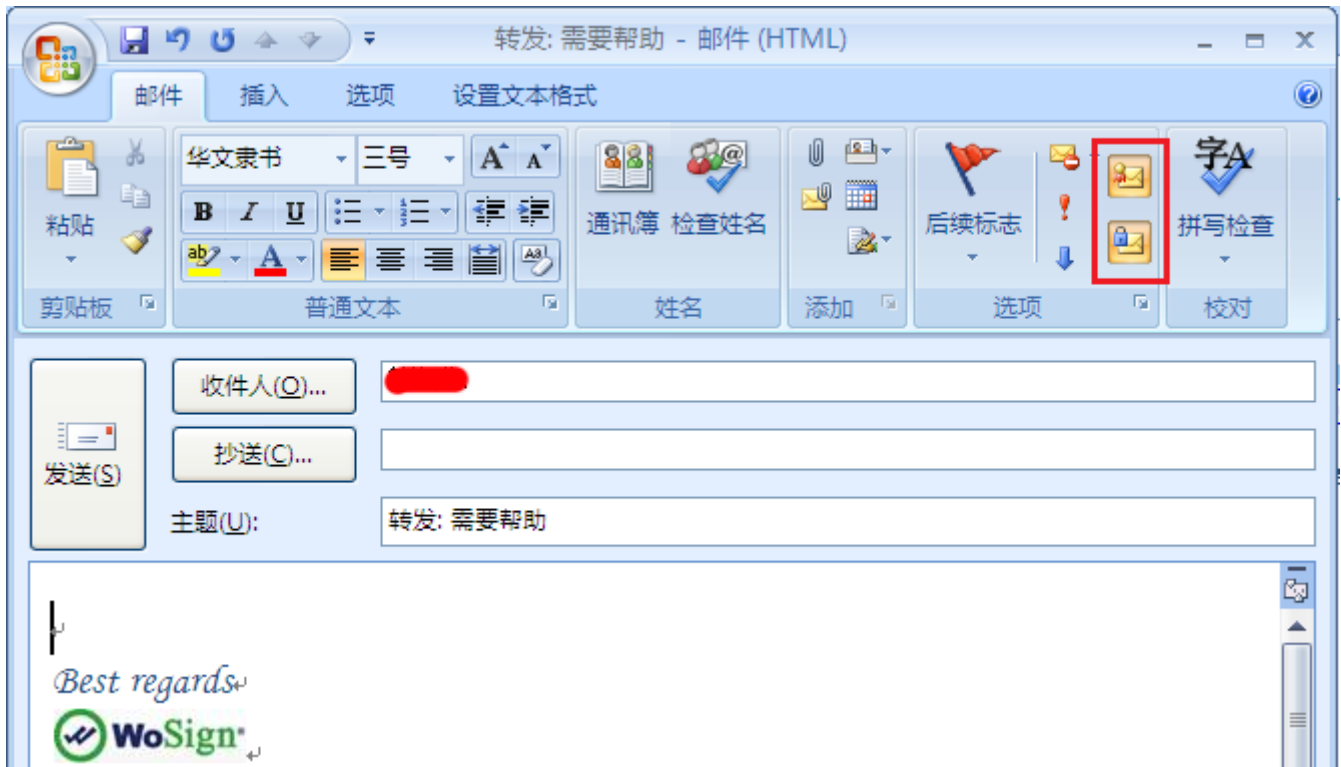 转发: 需要帮助 - 邮件 (HTML)
邮件 插入 选项 设置文本格式
华文隶书 三号 A A
粘贴 B I U 通讯簿 检查姓名 后续标志 字A 拼写检查
ab A Aa
剪贴板 普通文本 姓名 添加 选项 校对
收件人(O)...
发送(S) 抄送(C)...
主题(U): 转发: 需要帮助
Best regards
WoSign